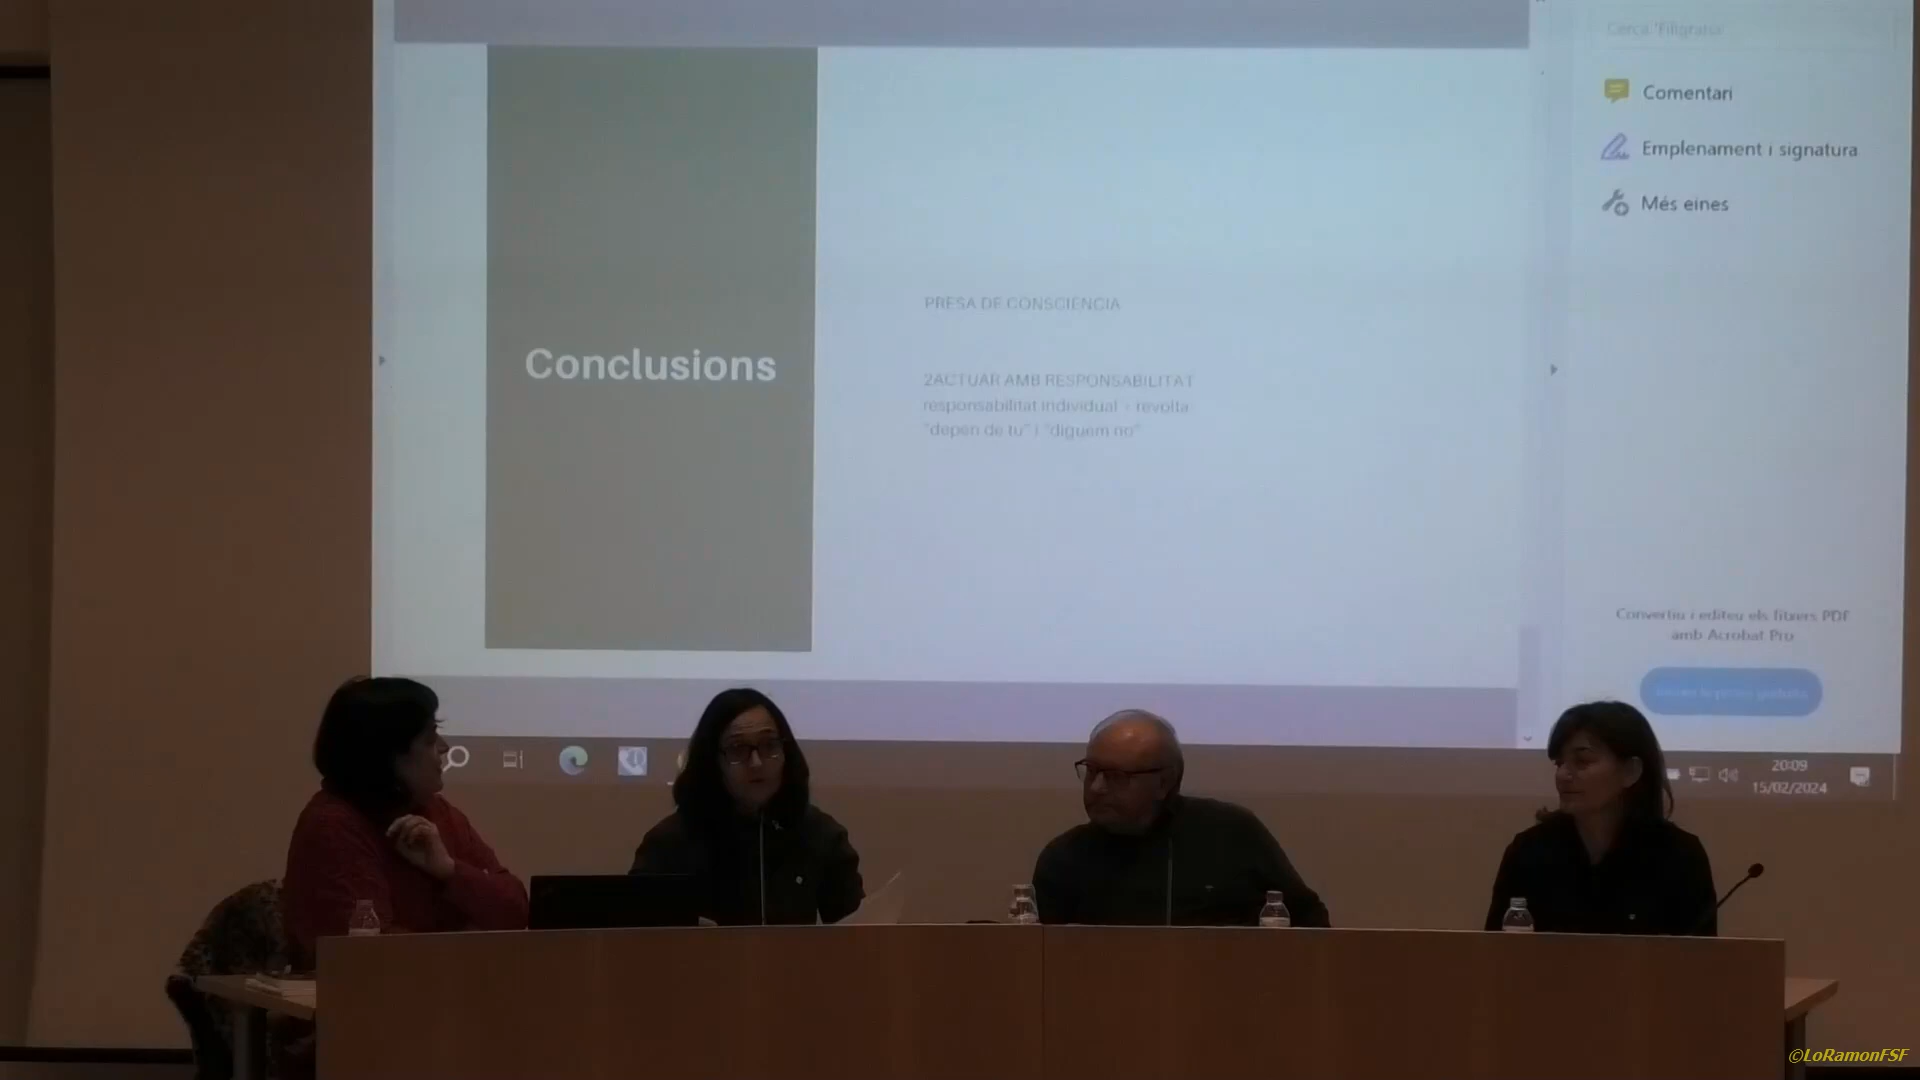 Cerca 'Filigrana'
Comentari
Emplenament i signatura
Més eines
Conclusions
PRESA DE CONSCIÈNCIA
2ACTUAR AMB RESPONSABILITAT
responsabilitat individual - revolta
"depèn de tu" i "diguem no"
Convertiu i editeu els fitxers PDF
amb Acrobat Pro
20:09
15/02/2024
©LoRamonFSF